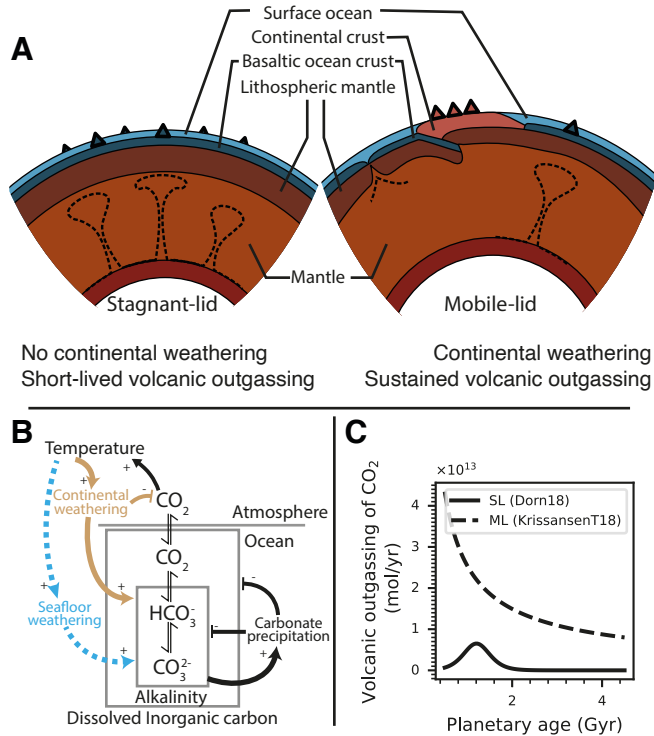 A
Surface ocean
Continental crust
Basaltic ocean crust
Lithospheric mantle
Mantle
Stagnant-lid
Mobile-lid
No continental weathering
Short-lived volcanic outgassing
Continental weathering
Sustained volcanic outgassing
B
Temperature
+
+
Continental
weathering
-
CO2
Atmosphere
Ocean
CO2
+
+
-
Seafloor
weathering
HCO3-
-
Carbonate
precipitation
+
+
CO3 2-
Alkalinity
Dissolved Inorganic carbon
C
×10^13
Volcanic outgassing of CO2
(mol/yr)
SL (Dorn18)
ML (KrissansenT18)
4
3
2
1
0
2
4
Planetary age (Gyr)